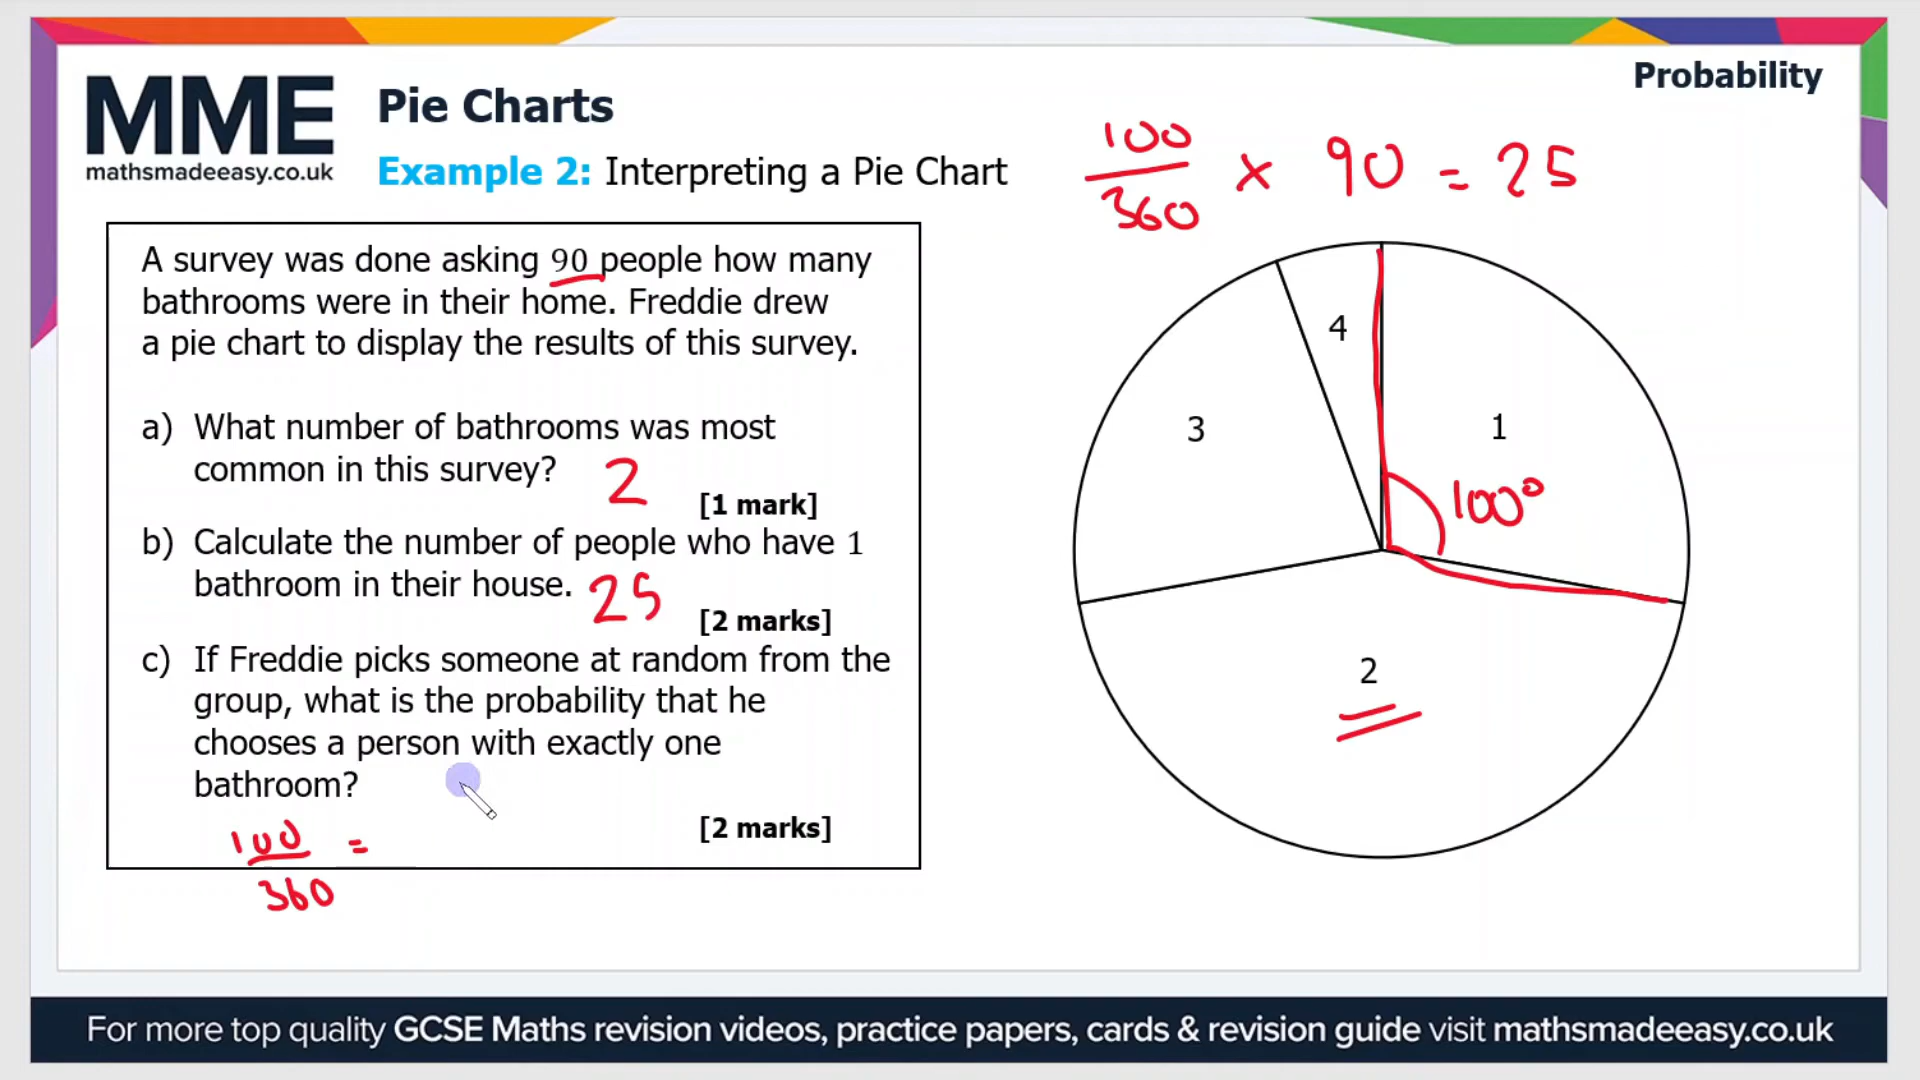 Probability
MME
mathsmadeeasy.co.uk
Pie Charts
Example 2: Interpreting a Pie Chart
100/360 × 90 = 25
A survey was done asking 90 people how many
bathrooms were in their home. Freddie drew
a pie chart to display the results of this survey.
a) What number of bathrooms was most
common in this survey? 2
[1 mark]
b) Calculate the number of people who have 1
bathroom in their house. 25
[2 marks]
c) If Freddie picks someone at random from the
group, what is the probability that he
chooses a person with exactly one
bathroom?
[2 marks]
100/360 =
4
3
1
100°
2
For more top quality GCSE Maths revision videos, practice papers, cards & revision guide visit mathsmadeeasy.co.uk